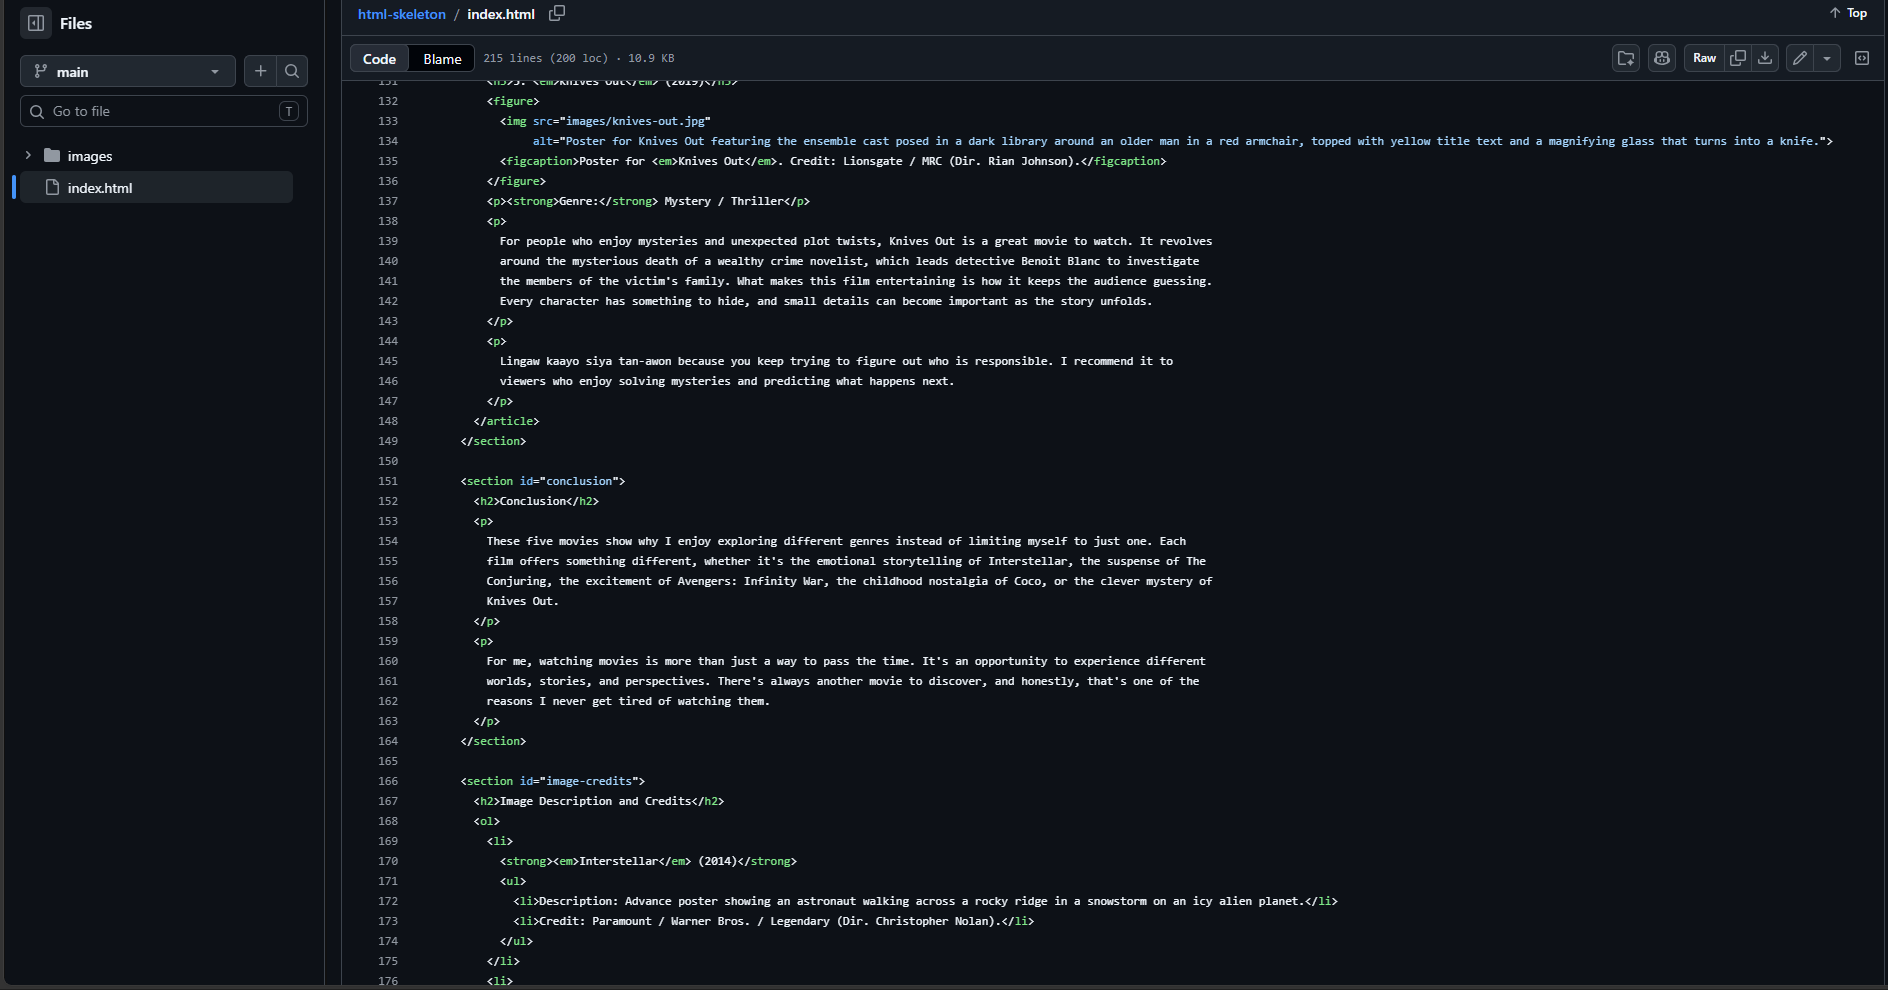 Files
main
Go to file
T
images
index.html
html-skeleton / index.html
Top
Code Blame 215 lines (200 loc) · 10.9 KB
Raw
131 <h3>5. <em>Knives Out</em> (2019)</h3>
132 <figure>
133 <img src="images/knives-out.jpg"
134 alt="Poster for Knives Out featuring the ensemble cast posed in a dark library around an older man in a red armchair, topped with yellow title text and a magnifying glass that turns into a knife.">
135 <figcaption>Poster for <em>Knives Out</em>. Credit: Lionsgate / MRC (Dir. Rian Johnson).</figcaption>
136 </figure>
137 <p><strong>Genre:</strong> Mystery / Thriller</p>
138 <p>
139 For people who enjoy mysteries and unexpected plot twists, Knives Out is a great movie to watch. It revolves
140 around the mysterious death of a wealthy crime novelist, which leads detective Benoit Blanc to investigate
141 the members of the victim's family. What makes this film entertaining is how it keeps the audience guessing.
142 Every character has something to hide, and small details can become important as the story unfolds.
143 </p>
144 <p>
145 Lingaw kaayo siya tan-awon because you keep trying to figure out who is responsible. I recommend it to
146 viewers who enjoy solving mysteries and predicting what happens next.
147 </p>
148 </article>
149 </section>
150
151 <section id="conclusion">
152 <h2>Conclusion</h2>
153 <p>
154 These five movies show why I enjoy exploring different genres instead of limiting myself to just one. Each
155 film offers something different, whether it's the emotional storytelling of Interstellar, the suspense of The
156 Conjuring, the excitement of Avengers: Infinity War, the childhood nostalgia of Coco, or the clever mystery of
157 Knives Out.
158 </p>
159 <p>
160 For me, watching movies is more than just a way to pass the time. It's an opportunity to experience different
161 worlds, stories, and perspectives. There's always another movie to discover, and honestly, that's one of the
162 reasons I never get tired of watching them.
163 </p>
164 </section>
165
166 <section id="image-credits">
167 <h2>Image Description and Credits</h2>
168 <ol>
169 <li>
170 <strong><em>Interstellar</em> (2014)</strong>
171 <ul>
172 <li>Description: Advance poster showing an astronaut walking across a rocky ridge in a snowstorm on an icy alien planet.</li>
173 <li>Credit: Paramount / Warner Bros. / Legendary (Dir. Christopher Nolan).</li>
174 </ul>
175 </li>
176 <li>